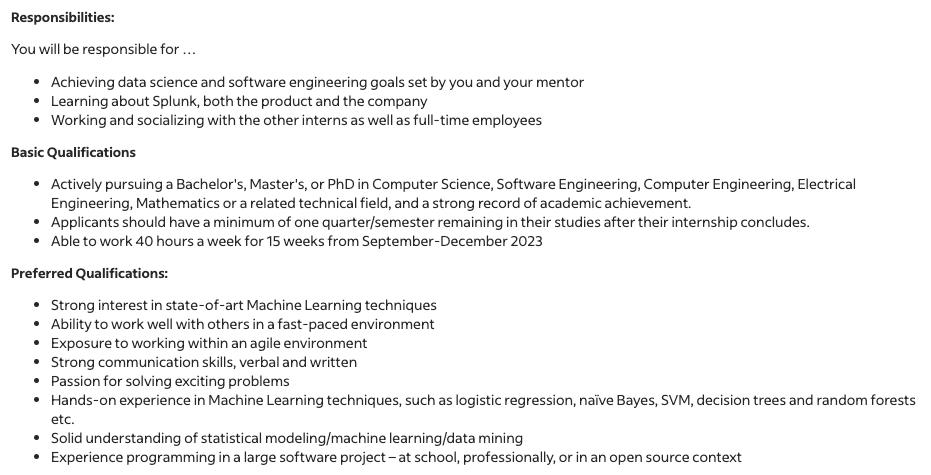 Responsibilities:
You will be responsible for …
• Achieving data science and software engineering goals set by you and your mentor
• Learning about Splunk, both the product and the company
• Working and socializing with the other interns as well as full-time employees
Basic Qualifications
• Actively pursuing a Bachelor's, Master's, or PhD in Computer Science, Software Engineering, Computer Engineering, Electrical
Engineering, Mathematics or a related technical field, and a strong record of academic achievement.
• Applicants should have a minimum of one quarter/semester remaining in their studies after their internship concludes.
• Able to work 40 hours a week for 15 weeks from September-December 2023
Preferred Qualifications:
• Strong interest in state-of-art Machine Learning techniques
• Ability to work well with others in a fast-paced environment
• Exposure to working within an agile environment
• Strong communication skills, verbal and written
• Passion for solving exciting problems
• Hands-on experience in Machine Learning techniques, such as logistic regression, naïve Bayes, SVM, decision trees and random forests
etc.
• Solid understanding of statistical modeling/machine learning/data mining
• Experience programming in a large software project – at school, professionally, or in an open source context